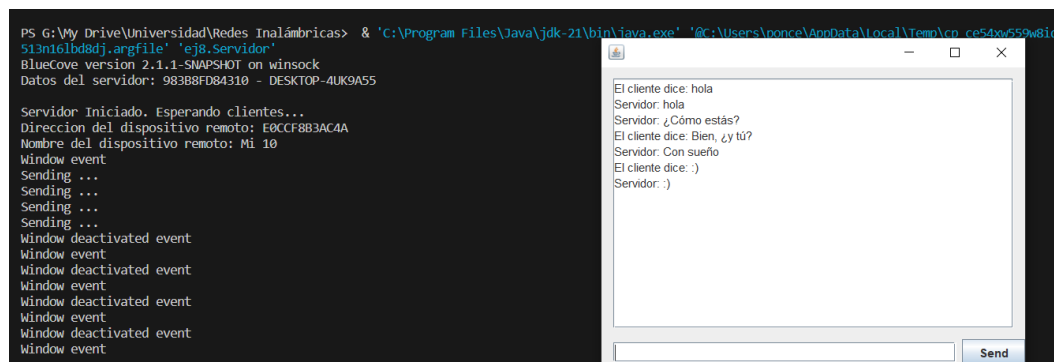 PS G:\My Drive\Universidad\Redes Inalámbricas>  & 'C:\Program Files\Java\jdk-21\bin\java.exe' '@C:\Users\ponce\AppData\Local\Temp\cp_ce54xw559w8ic
513n16lbd8dj.argfile' 'ej8.Servidor'
BlueCove version 2.1.1-SNAPSHOT on winsock
Datos del servidor: 983B8FD84310 - DESKTOP-4UK9A55
Servidor Iniciado. Esperando clientes...
Direccion del dispositivo remoto: E0CCF8B3AC4A
Nombre del dispositivo remoto: Mi 10
Window event
Sending ...
Sending ...
Sending ...
Sending ...
Window deactivated event
Window event
Window deactivated event
Window event
Window deactivated event
Window event
Window deactivated event
Window event
El cliente dice: hola
Servidor: hola
Servidor: ¿Cómo estás?
El cliente dice: Bien, ¿y tú?
Servidor: Con sueño
El cliente dice: :)
Servidor: :)
Send